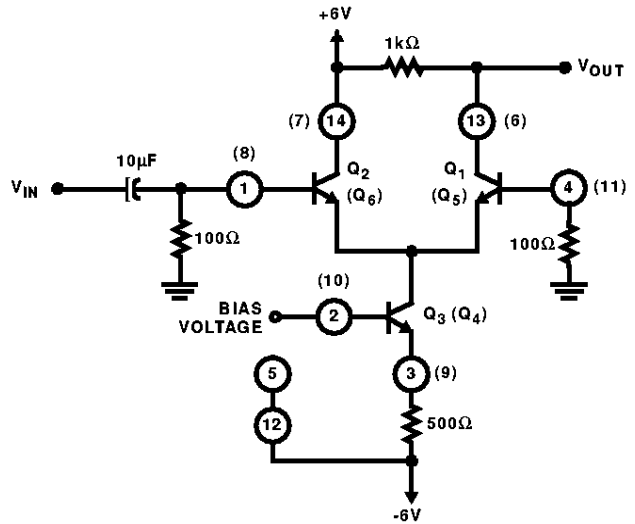 +6V
1kΩ
VOUT
(7) 14
13 (6)
10µF
(8)
Q2
(Q6)
Q1
(Q5)
VIN
1
4 (11)
100Ω
100Ω
(10)
BIAS
VOLTAGE
2
Q3 (Q4)
5
3 (9)
12
500Ω
-6V